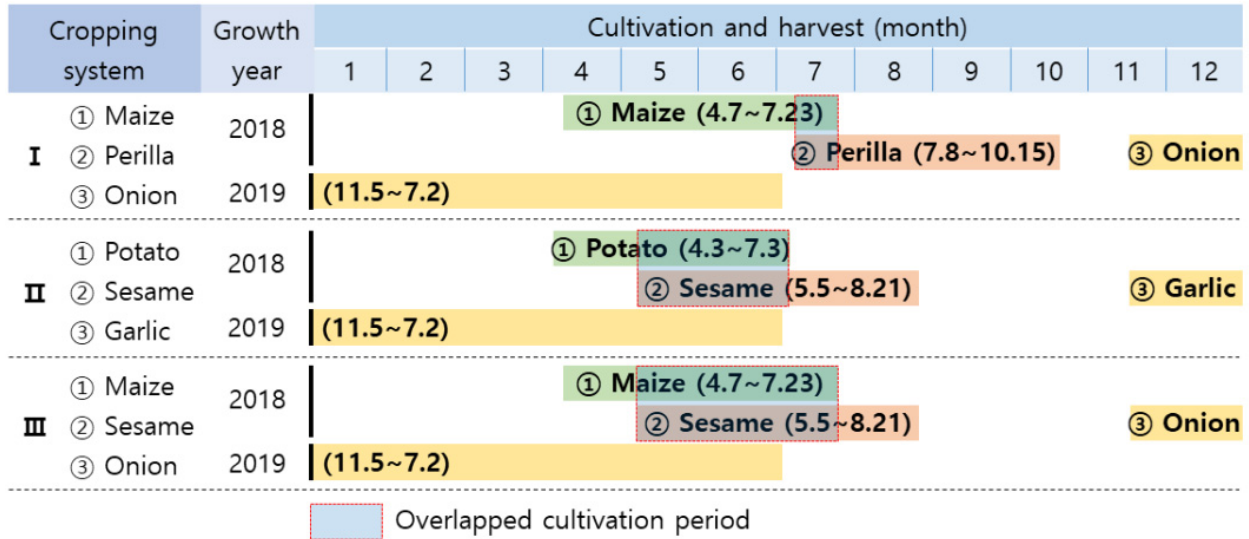 Cropping system Growth year Cultivation and harvest (month)
1 2 3 4 5 6 7 8 9 10 11 12
I ① Maize 2018 ① Maize (4.7~7.23)
② Perilla ② Perilla (7.8~10.15) ③ Onion
③ Onion 2019 (11.5~7.2)
II ① Potato 2018 ① Potato (4.3~7.3)
② Sesame ② Sesame (5.5~8.21) ③ Garlic
③ Garlic 2019 (11.5~7.2)
III ① Maize 2018 ① Maize (4.7~7.23)
② Sesame ② Sesame (5.5~8.21) ③ Onion
③ Onion 2019 (11.5~7.2)
Overlapped cultivation period